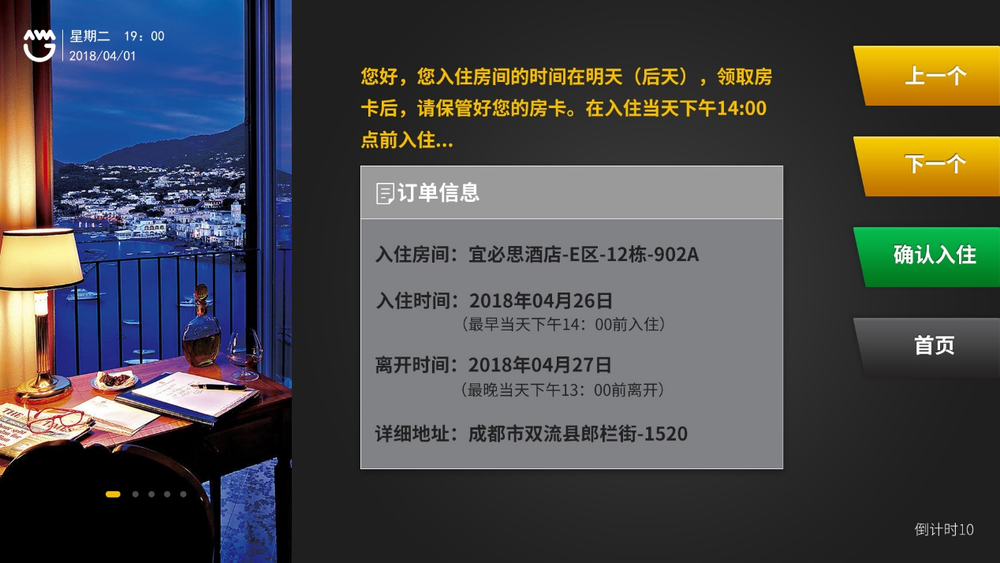 星期二 19：00
2018/04/01
您好，您入住房间的时间在明天（后天），领取房
卡后，请保管好您的房卡。在入住当天下午14:00
点前入住...
订单信息
入住房间：宜必思酒店-E区-12栋-902A
入住时间：2018年04月26日
（最早当天下午14：00前入住）
离开时间：2018年04月27日
（最晚当天下午13：00前离开）
详细地址：成都市双流县郎栏街-1520
上一个
下一个
确认入住
首页
倒计时10
THE TIMES